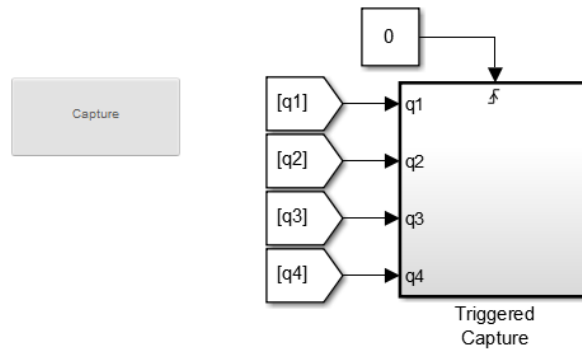 0
Capture
[q1]
q1
[q2]
q2
[q3]
q3
[q4]
q4
Triggered
Capture